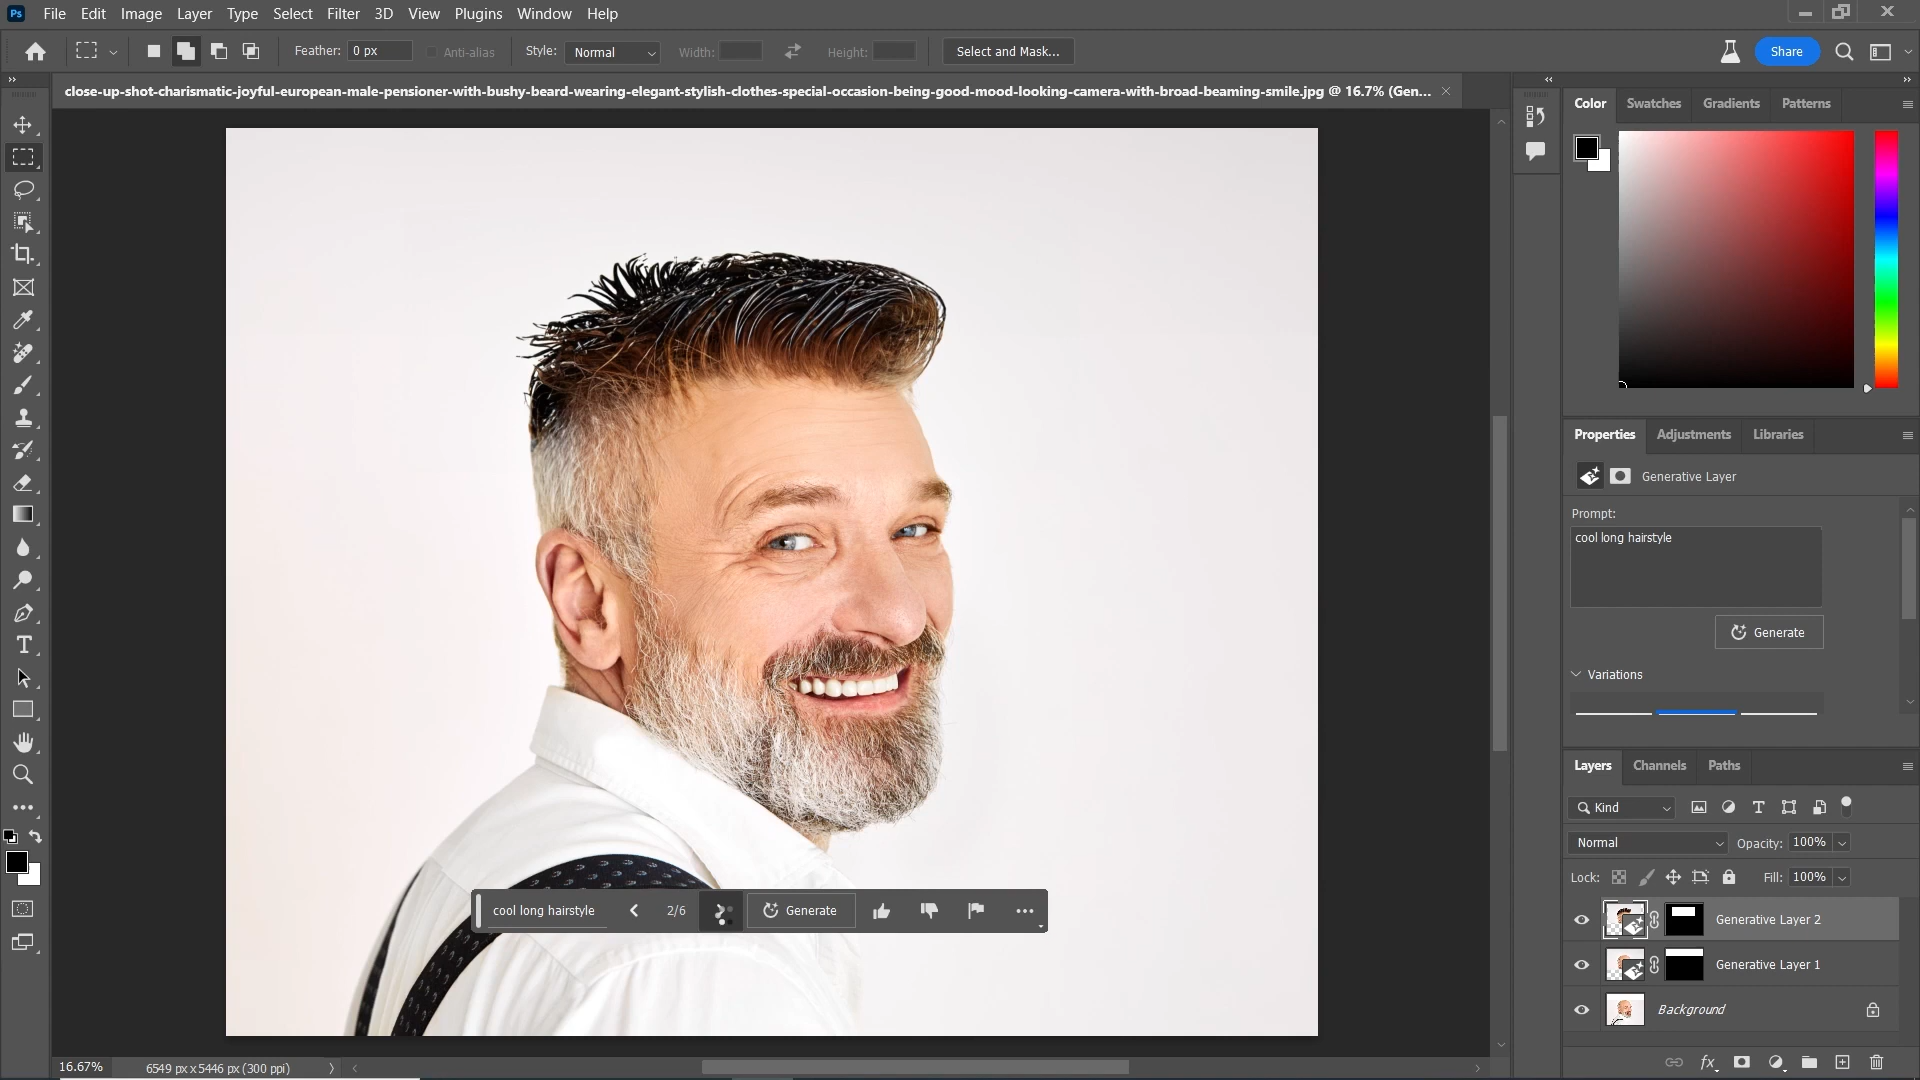 Ps File Edit Image Layer Type Select Filter 3D View Plugins Window Help
Feather: 0 px Anti-alias Style: Normal Width: Height: Select and Mask... Share
close-up-shot-charismatic-joyful-european-male-pensioner-with-bushy-beard-wearing-elegant-stylish-clothes-special-occasion-being-good-mood-looking-camera-with-broad-beaming-smile.jpg @ 16.7% (Gen...
Color Swatches Gradients Patterns
Properties Adjustments Libraries
Generative Layer
Prompt:
cool long hairstyle
Generate
Variations
Layers Channels Paths
Kind
Normal Opacity: 100%
Lock: Fill: 100%
Generative Layer 2
Generative Layer 1
Background
cool long hairstyle 2/6 Generate
16.67% 6549 px x 5446 px (300 ppi)